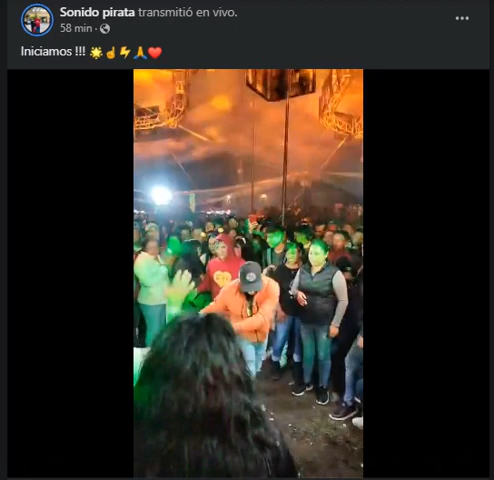 Sonido pirata transmitió en vivo.
58 min ·
Iniciamos !!! 🌟☝️⚡🙏❤️